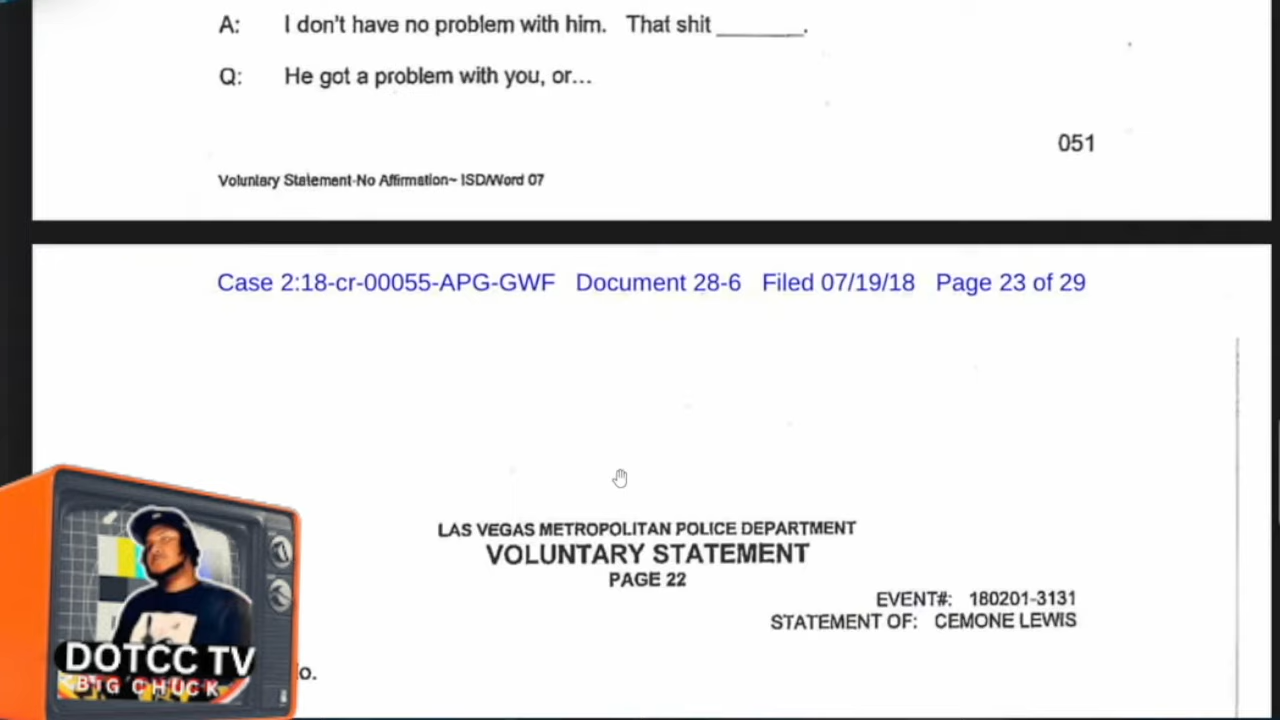 A: I don't have no problem with him. That shit _______.
Q: He got a problem with you, or...
051
Voluntary Statement-No Affirmation~ ISD/Word 07
Case 2:18-cr-00055-APG-GWF Document 28-6 Filed 07/19/18 Page 23 of 29
LAS VEGAS METROPOLITAN POLICE DEPARTMENT
VOLUNTARY STATEMENT
PAGE 22
EVENT#: 180201-3131
STATEMENT OF: CEMONE LEWIS
DOTCC TV
BIG CHUCK